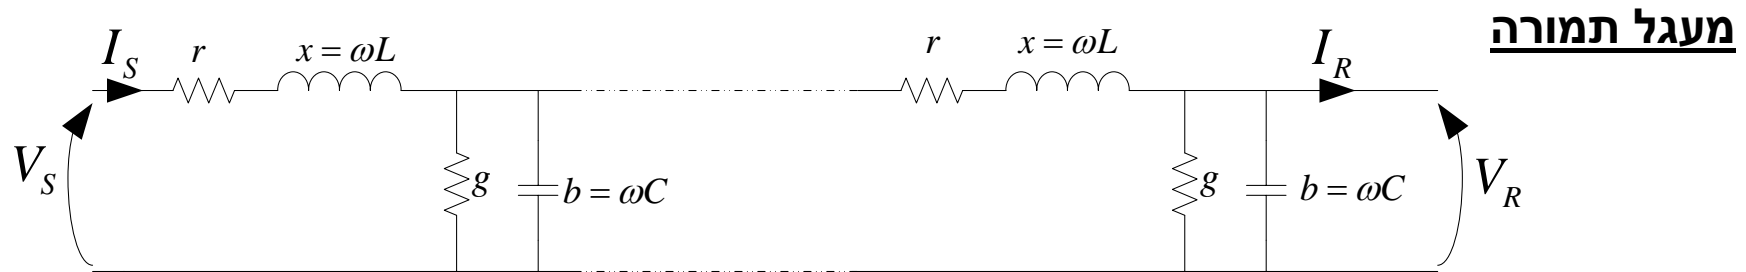 מעגל תמורה
I_S r x = ωL r x = ωL I_R
V_S g b = ωC g b = ωC V_R